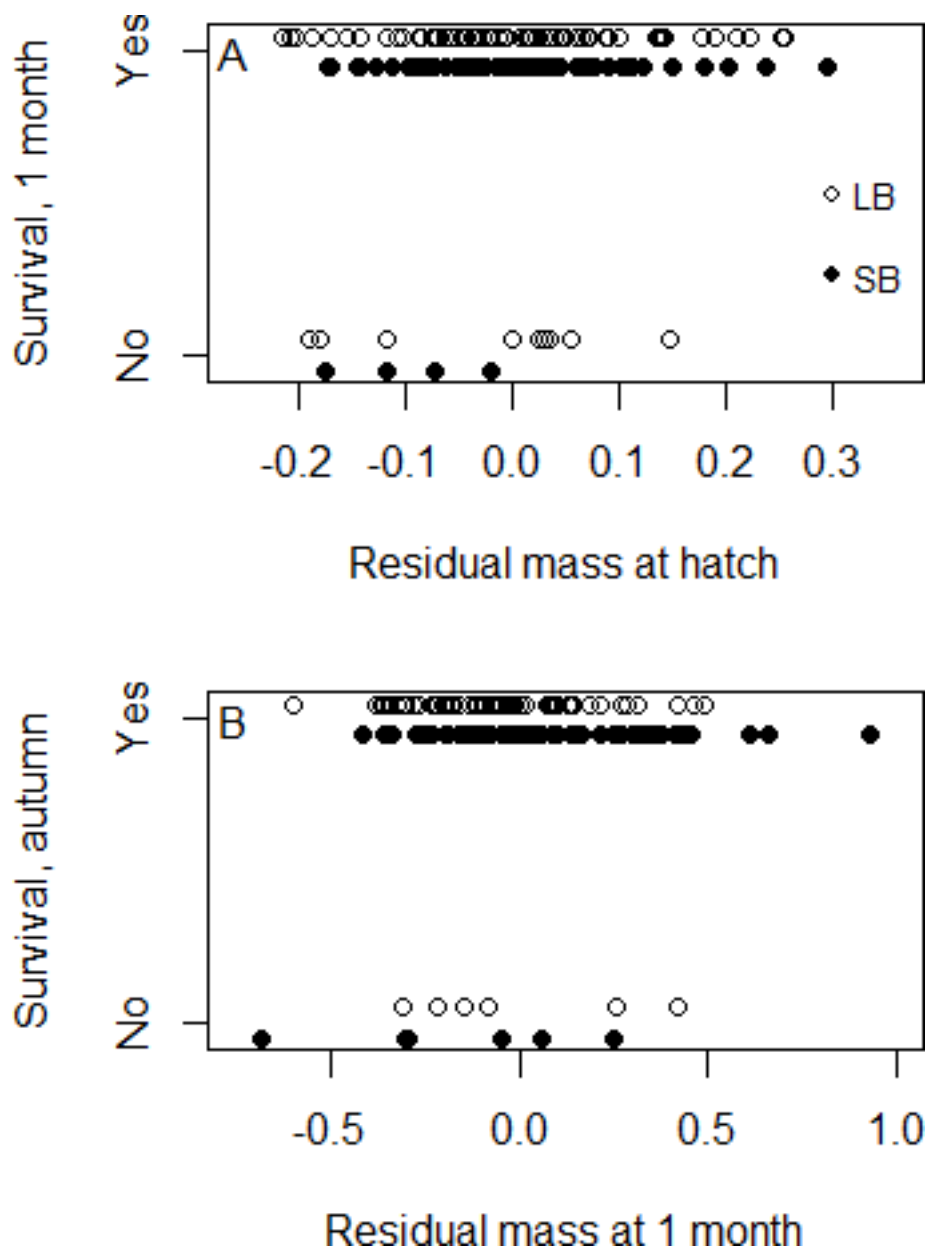 A
Yes
No
Survival, 1 month
LB
SB
-0.2 -0.1 0.0 0.1 0.2 0.3
Residual mass at hatch
B
Yes
No
Survival, autumn
-0.5 0.0 0.5 1.0
Residual mass at 1 month